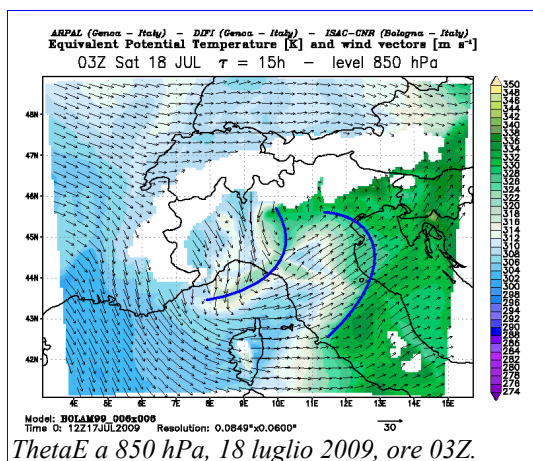 ARPAL (Genoa - Italy) - DIFI (Genoa - Italy) - ISAC-CNR (Bologna - Italy)
Equivalent Potential Temperature [K] and wind vectors [m s⁻¹]
03Z Sat 18 JUL τ = 15h - level 850 hPa
350
348
346
344
342
340
338
336
334
332
330
328
326
324
322
320
318
316
314
312
310
308
306
304
302
300
298
296
294
292
290
288
286
284
282
280
278
276
274
48N
47N
46N
45N
44N
43N
42N
4E 5E 6E 7E 8E 9E 10E 11E 12E 13E 14E 15E
Model: BOLAM99_006x006
Time 0: 12Z17JUL2009 Resolution: 0.0849°x0.0600°
30
ThetaE a 850 hPa, 18 luglio 2009, ore 03Z.